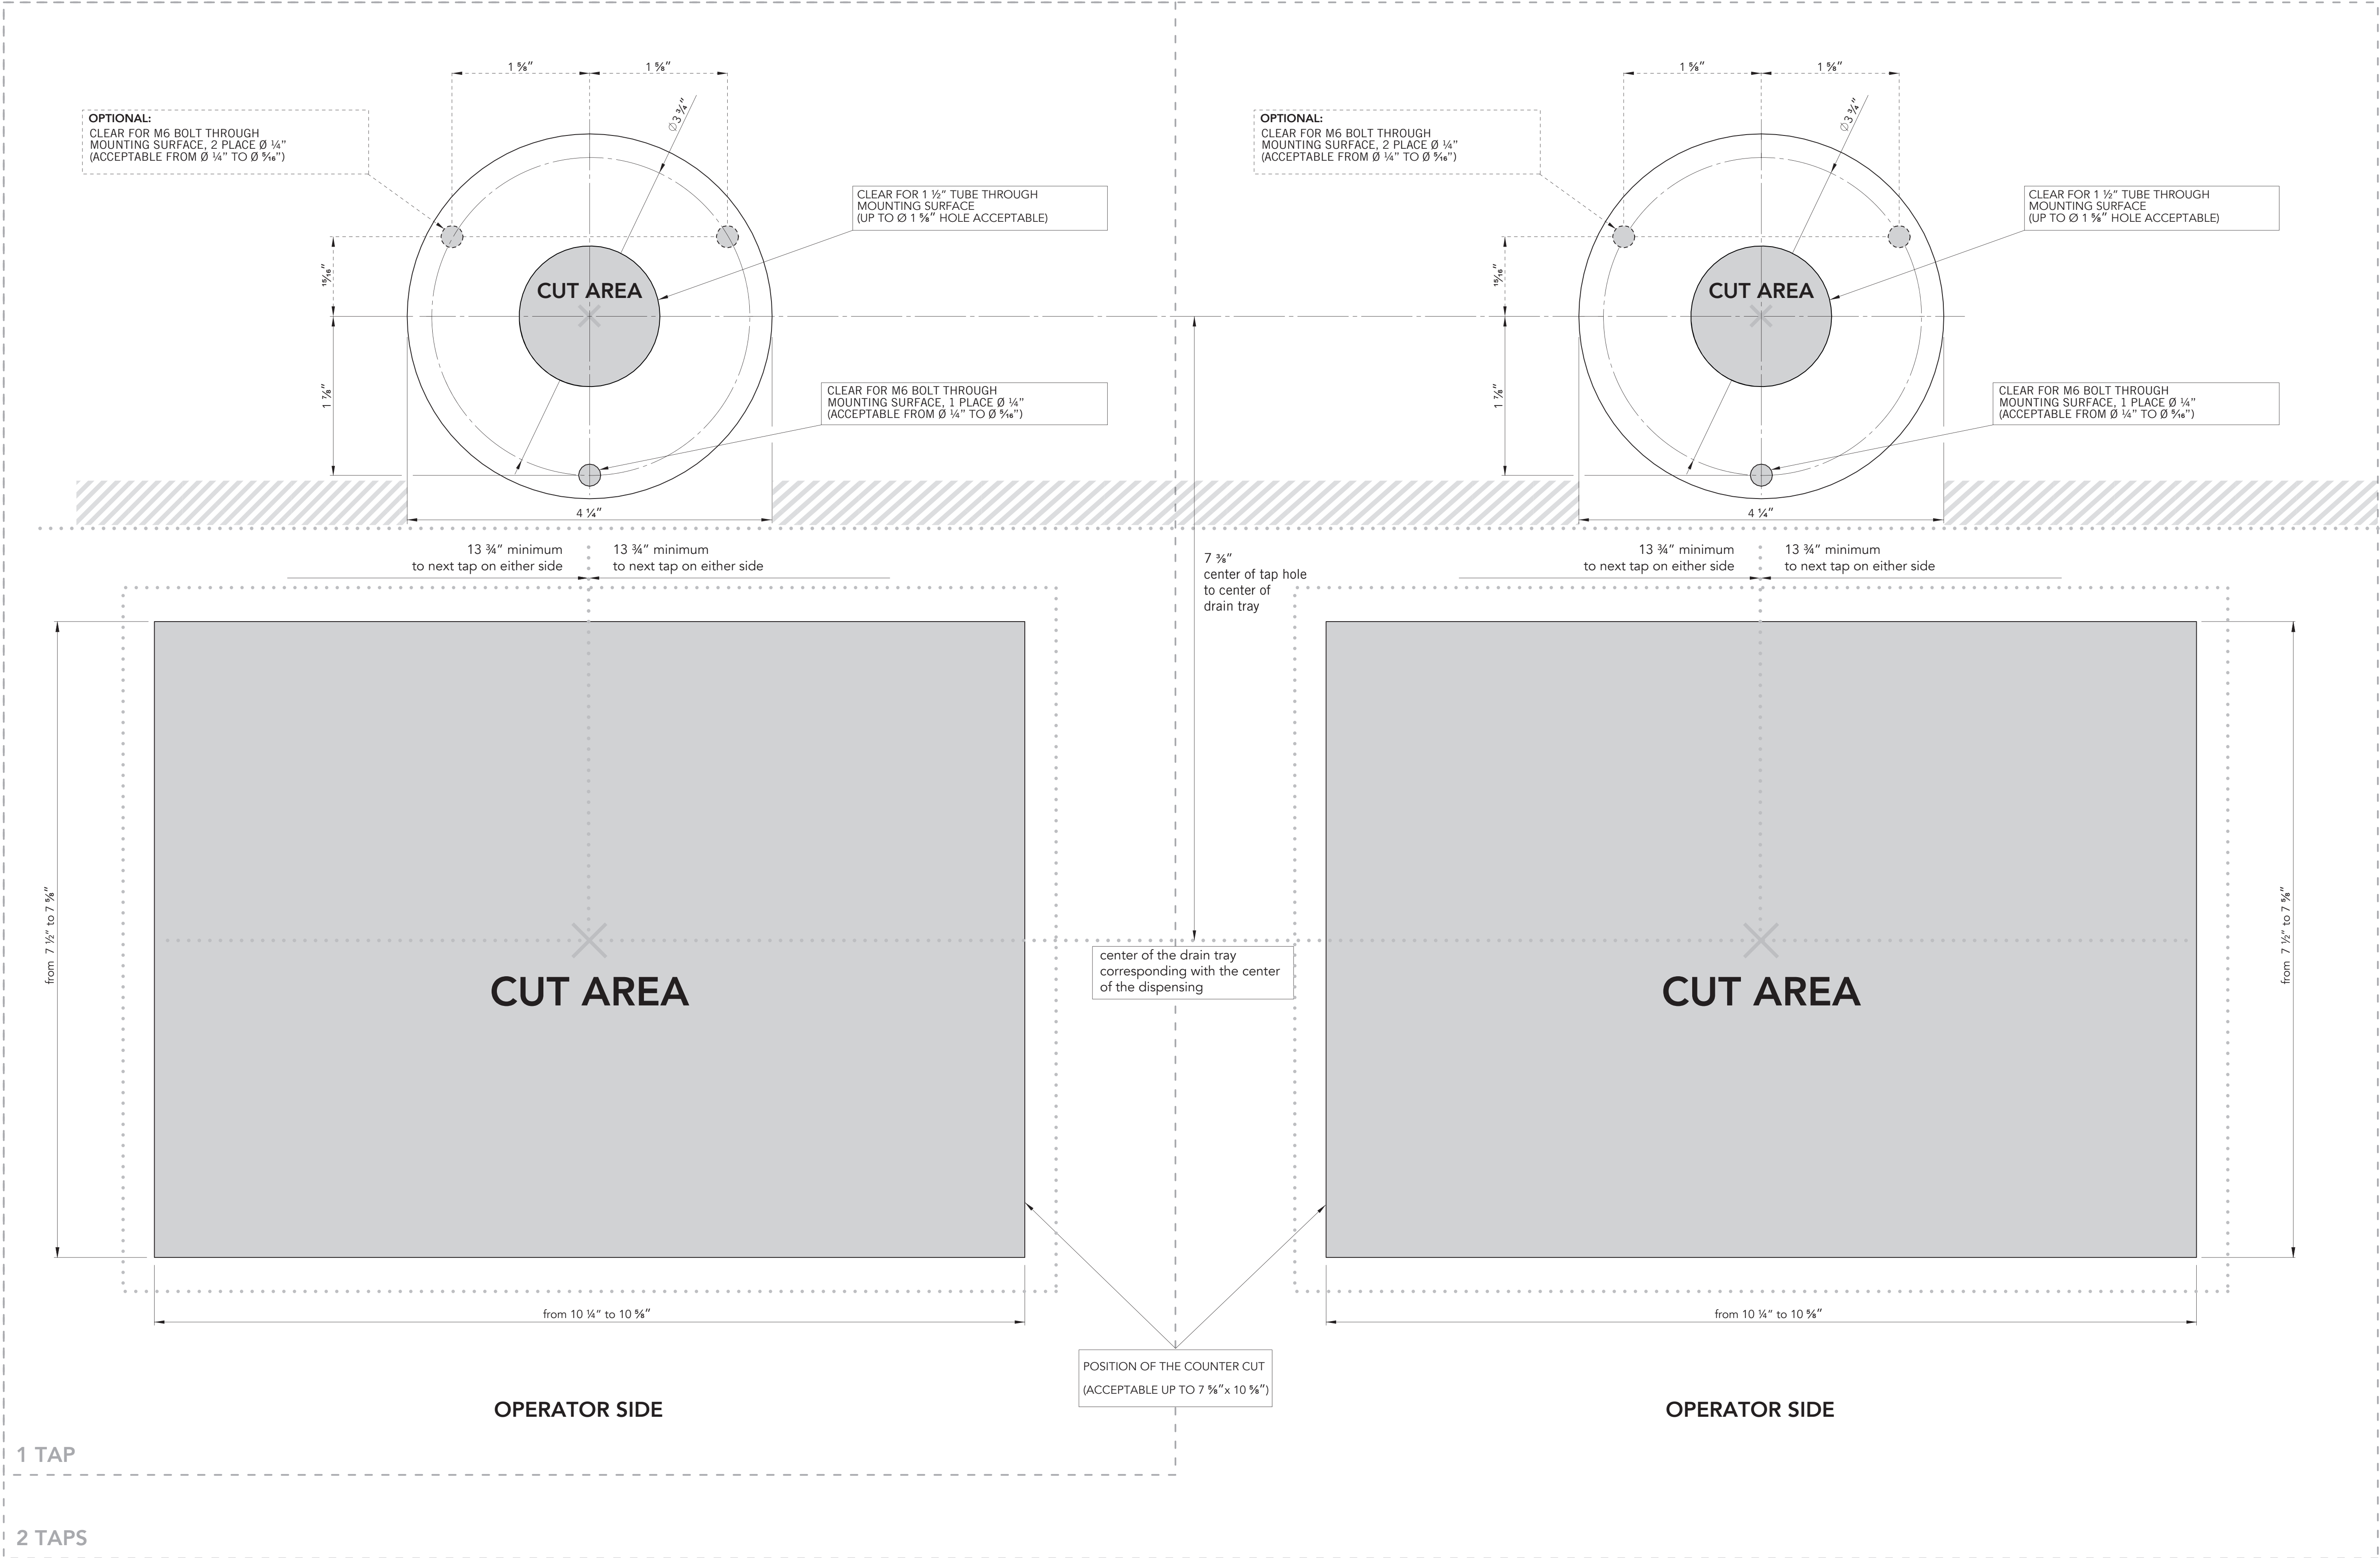 1 ⅝"
1 ⅝"
Ø3 ¾"
OPTIONAL:
CLEAR FOR M6 BOLT THROUGH
MOUNTING SURFACE, 2 PLACE Ø ¼"
(ACCEPTABLE FROM Ø ¼" TO Ø 5⁄16")
CLEAR FOR 1 ½" TUBE THROUGH
MOUNTING SURFACE
(UP TO Ø 1 ⅝" HOLE ACCEPTABLE)
15⁄16"
CUT AREA
1 ⅞"
CLEAR FOR M6 BOLT THROUGH
MOUNTING SURFACE, 1 PLACE Ø ¼"
(ACCEPTABLE FROM Ø ¼" TO Ø 5⁄16")
4 ¼"
13 ¾" minimum
to next tap on either side
13 ¾" minimum
to next tap on either side
from 7 ½" to 7 ⅝"
CUT AREA
from 10 ¼" to 10 ⅝"
OPERATOR SIDE
7 ⅜"
center of tap hole
to center of
drain tray
center of the drain tray
corresponding with the center
of the dispensing
POSITION OF THE COUNTER CUT
(ACCEPTABLE UP TO 7 ⅝"x 10 ⅝")
1 ⅝"
1 ⅝"
Ø3 ¾"
OPTIONAL:
CLEAR FOR M6 BOLT THROUGH
MOUNTING SURFACE, 2 PLACE Ø ¼"
(ACCEPTABLE FROM Ø ¼" TO Ø 5⁄16")
CLEAR FOR 1 ½" TUBE THROUGH
MOUNTING SURFACE
(UP TO Ø 1 ⅝" HOLE ACCEPTABLE)
15⁄16"
CUT AREA
1 ⅞"
CLEAR FOR M6 BOLT THROUGH
MOUNTING SURFACE, 1 PLACE Ø ¼"
(ACCEPTABLE FROM Ø ¼" TO Ø 5⁄16")
4 ¼"
13 ¾" minimum
to next tap on either side
13 ¾" minimum
to next tap on either side
from 7 ½" to 7 ⅝"
CUT AREA
from 10 ¼" to 10 ⅝"
OPERATOR SIDE
1 TAP
2 TAPS